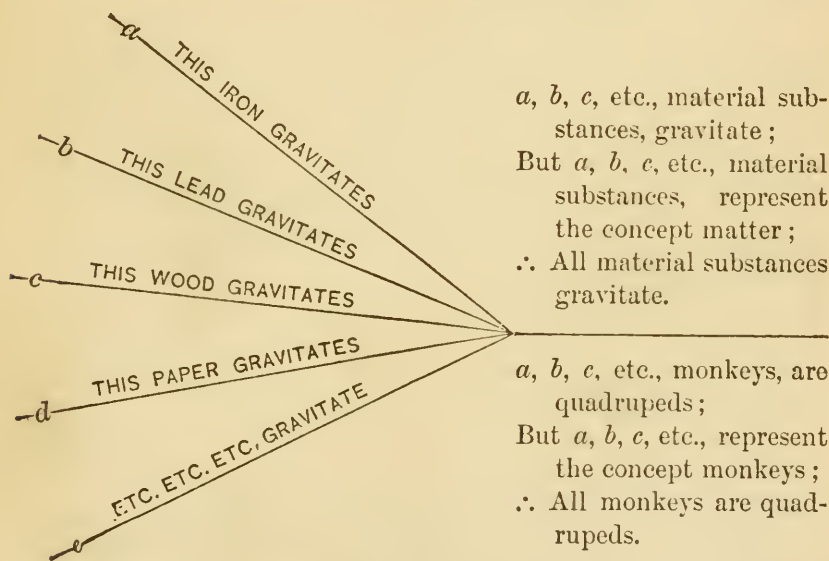 a
THIS IRON GRAVITATES
b
THIS LEAD GRAVITATES
c
THIS WOOD GRAVITATES
d
THIS PAPER GRAVITATES
e
ETC. ETC. ETC, GRAVITATE
a, b, c, etc., material sub-
stances, gravitate;
But a, b, c, etc., material
substances, represent
the concept matter;
∴ All material substances
gravitate.
a, b, c, etc., monkeys, are
quadrupeds;
But a, b, c, etc., represent
the concept monkeys;
∴ All monkeys are quad-
rupeds.